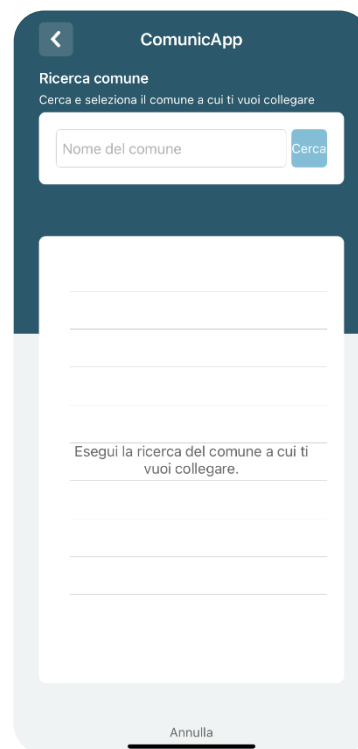 ComunicApp
Ricerca comune
Cerca e seleziona il comune a cui ti vuoi collegare
Nome del comune
Cerca
Esegui la ricerca del comune a cui ti
vuoi collegare.
Annulla